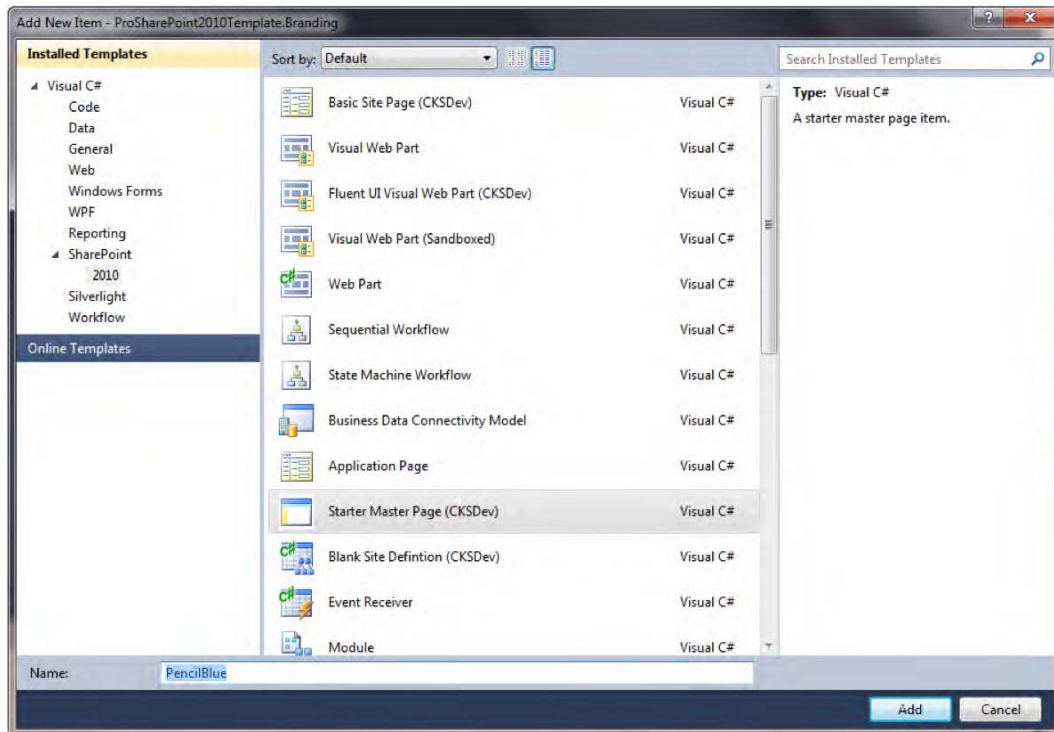 Add New Item - ProSharePoint2010Template.Branding
Installed Templates
Visual C#
Code
Data
General
Web
Windows Forms
WPF
Reporting
SharePoint
2010
Silverlight
Workflow
Online Templates
Sort by: Default
Basic Site Page (CKSDev) Visual C#
Visual Web Part Visual C#
Fluent UI Visual Web Part (CKSDev) Visual C#
Visual Web Part (Sandboxed) Visual C#
Web Part Visual C#
Sequential Workflow Visual C#
State Machine Workflow Visual C#
Business Data Connectivity Model Visual C#
Application Page Visual C#
Starter Master Page (CKSDev) Visual C#
Blank Site Defintion (CKSDev) Visual C#
Event Receiver Visual C#
Module Visual C#
Search Installed Templates
Type: Visual C#
A starter master page item.
Name: PencilBlue
Add Cancel